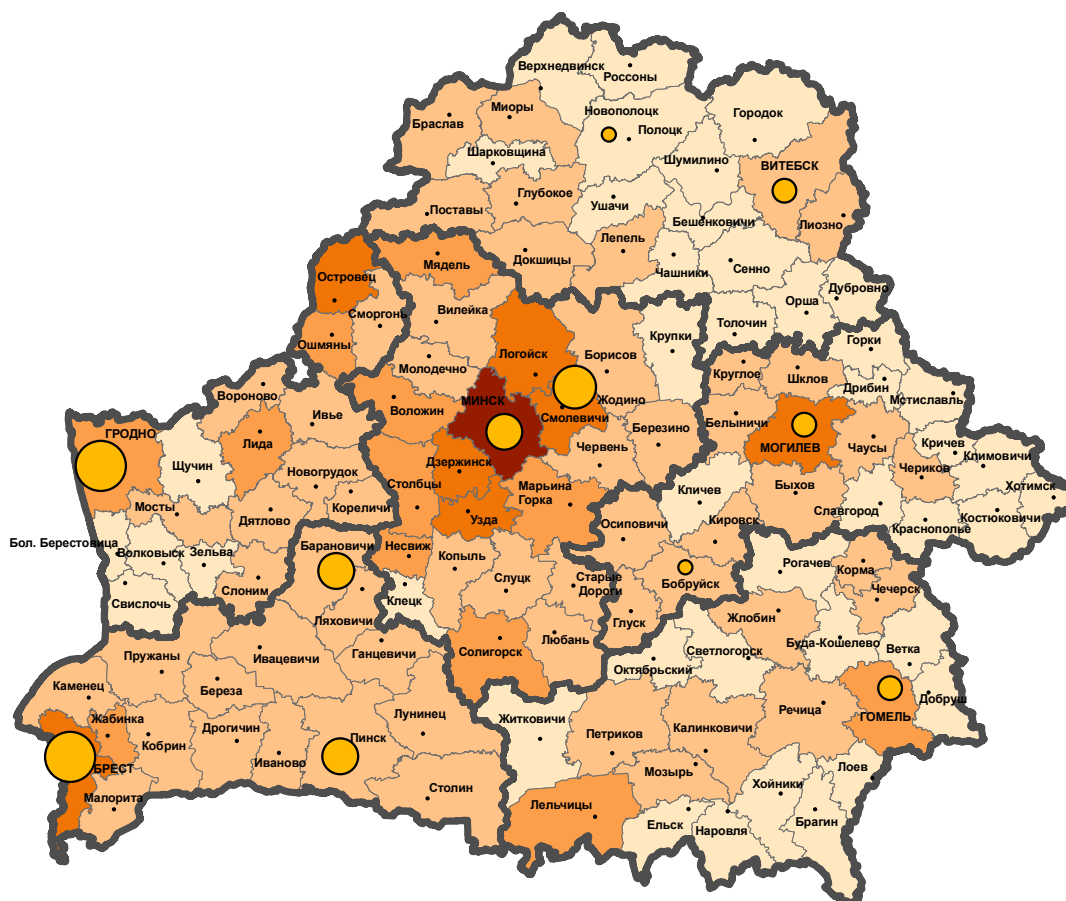 Верхнедвинск
Россоны
Миоры
Браслав
Новополоцк
Полоцк
Городок
Шарковщина
Шумилино
ВИТЕБСК
Глубокое
Поставы
Ушачи
Бешенковичи
Лиозно
Лепель
Докшицы
Чашники
Сенно
Мядель
Островец
Дубровно
Орша
Толочин
Сморгонь
Вилейка
Ошмяны
Крупки
Горки
Логойск
Борисов
Молодечно
Круглое
Шклов
Дрибин
Мстиславль
Вороново
Ивье
Воложин
МИНСК
Жодино
Смолевичи
Березино
Белыничи
МОГИЛЕВ
Чаусы
Кричев
Климовичи
ГРОДНО
Лида
Щучин
Червень
Дзержинск
Новогрудок
Столбцы
Марьина
Горка
Чериков
Хотимск
Кличев
Быхов
Мосты
Кореличи
Дятлово
Узда
Славгород
Костюковичи
Краснополье
Осиповичи
Кировск
Бол. Берестовица
Волковыск
Зельва
Барановичи
Несвиж
Копыль
Рогачев
Корма
Слоним
Слуцк
Старые
Дороги
Бобруйск
Чечерск
Свислочь
Клецк
Ляховичи
Глуск
Жлобин
Любань
Буда-Кошелево
Ветка
Пружаны
Ивацевичи
Ганцевичи
Солигорск
Светлогорск
Октябрьский
Каменец
Береза
Добруш
Речица
ГОМЕЛЬ
Жабинка
Дрогичин
Лунинец
Житковичи
Калинковичи
Кобрин
Пинск
Петриков
Иваново
БРЕСТ
Мозырь
Лоев
Хойники
Малорита
Столин
Лельчицы
Ельск
Наровля
Брагин